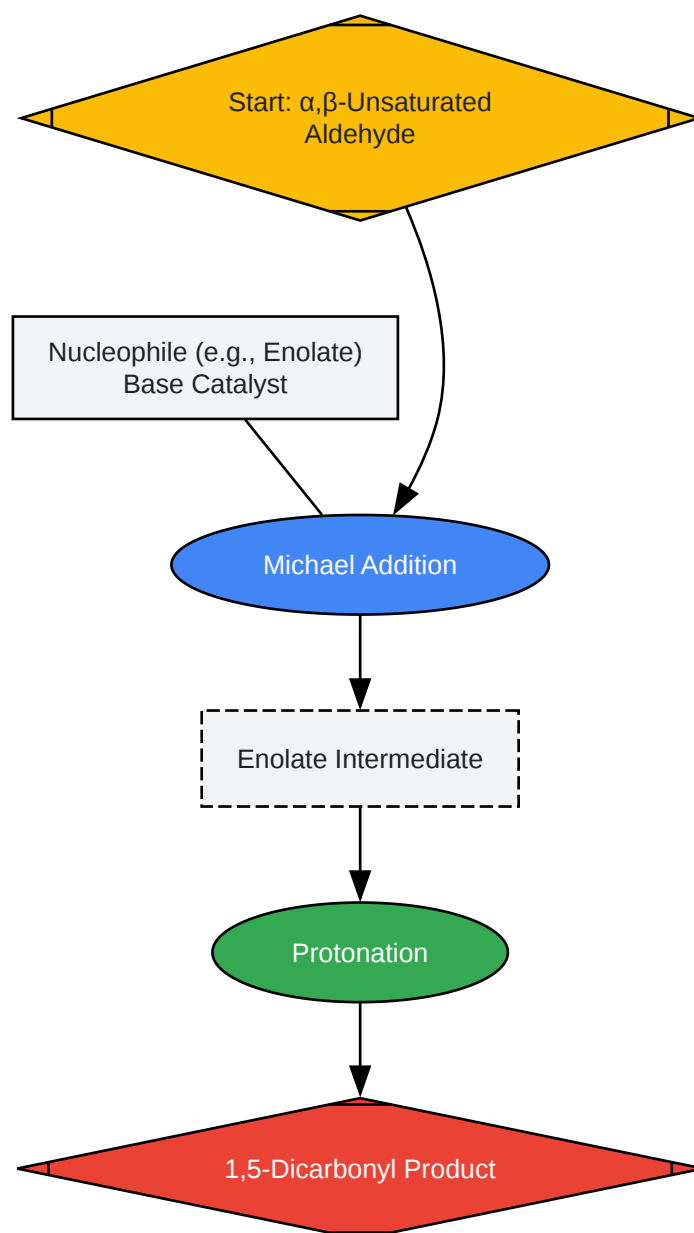 Start: α,β-Unsaturated
Aldehyde
Nucleophile (e.g., Enolate)
Base Catalyst
Michael Addition
Enolate Intermediate
Protonation
1,5-Dicarbonyl Product